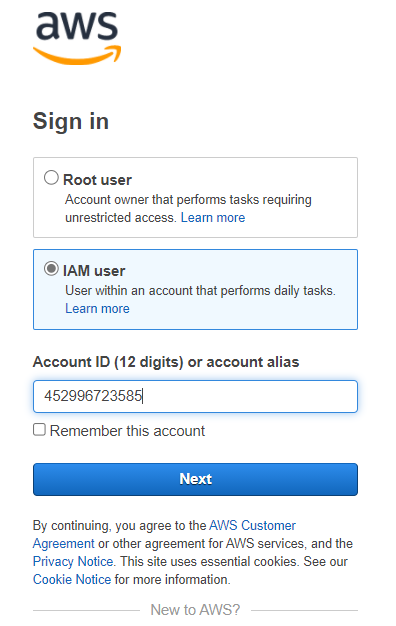 aws
Sign in
Root user
Account owner that performs tasks requiring
unrestricted access. Learn more
IAM user
User within an account that performs daily tasks.
Learn more
Account ID (12 digits) or account alias
452996723585
Remember this account
Next
By continuing, you agree to the AWS Customer
Agreement or other agreement for AWS services, and the
Privacy Notice. This site uses essential cookies. See our
Cookie Notice for more information.
New to AWS?